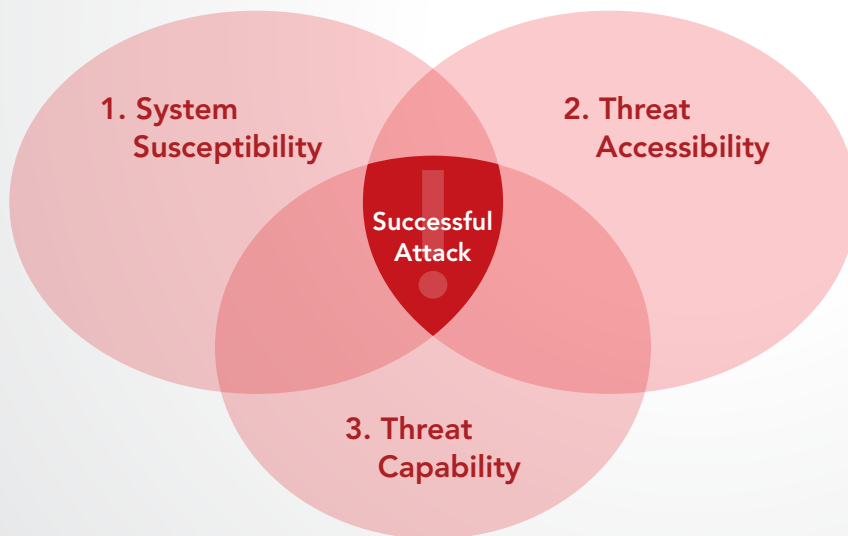 1. System
Susceptibility
2. Threat
Accessibility
Successful
Attack
3. Threat
Capability